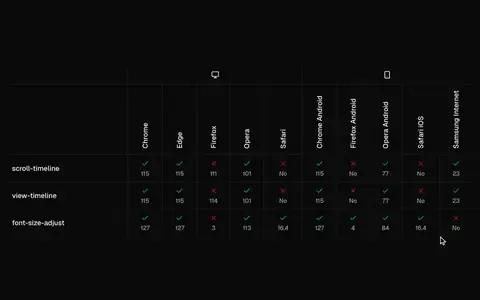 Chrome Edge Firefox Opera Safari Chrome Android Firefox Android Opera Android Safari iOS Samsung Internet
scroll-timeline 115 115 111 101 No 115 No 77 No 23
view-timeline 115 115 114 101 No 115 No 77 No 23
font-size-adjust 127 127 3 113 16.4 127 4 84 16.4 No